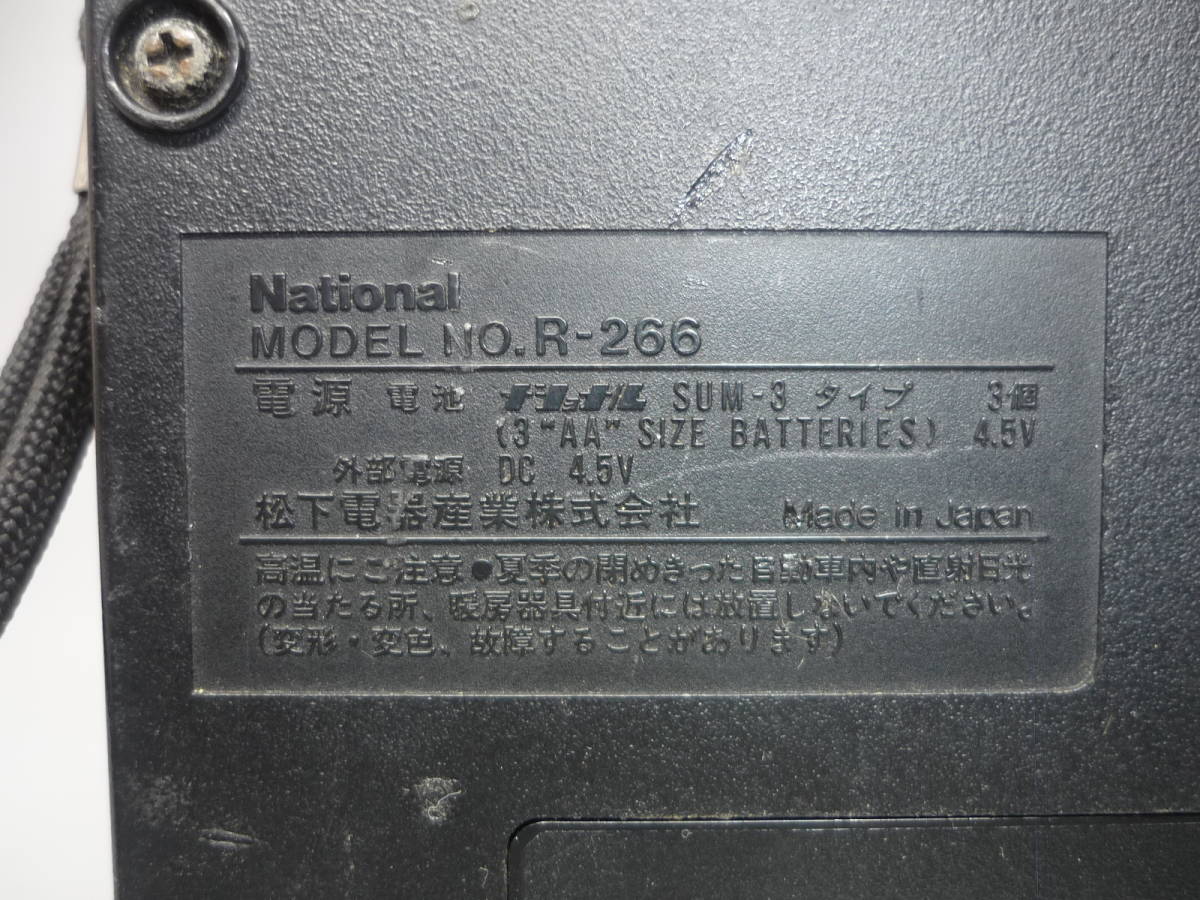 National
MODEL NO. R-266
電源 電池 ナショナル SUM-3 タイプ 3個
(3 "AA" SIZE BATTERIES) 4.5V
外部電源 DC 4.5V
松下電器産業株式会社 Made in Japan
高温にご注意●夏季の閉めきった自動車内や直射日光
の当たる所、暖房器具付近には放置しないでください。
(変形・変色、故障することがあります)